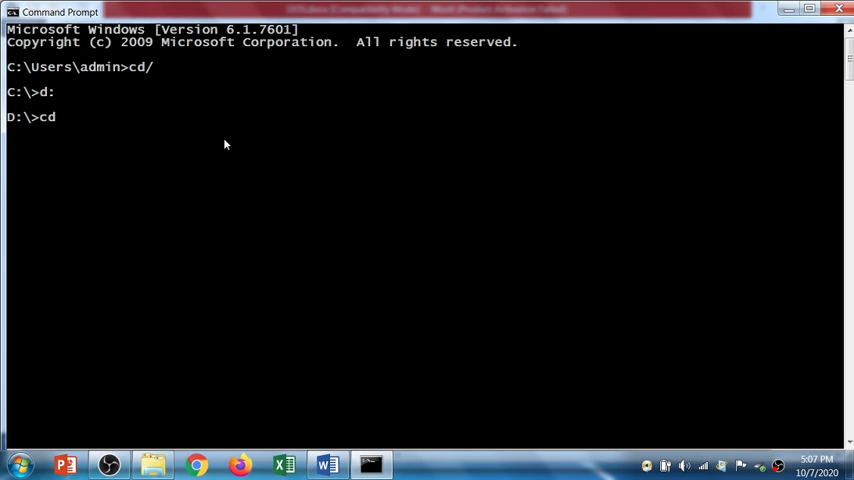 Command Prompt
Microsoft Windows [Version 6.1.7601]
Copyright (c) 2009 Microsoft Corporation.  All rights reserved.
C:\Users\admin>cd/
C:\>d:
D:\>cd
5:07 PM
10/7/2020